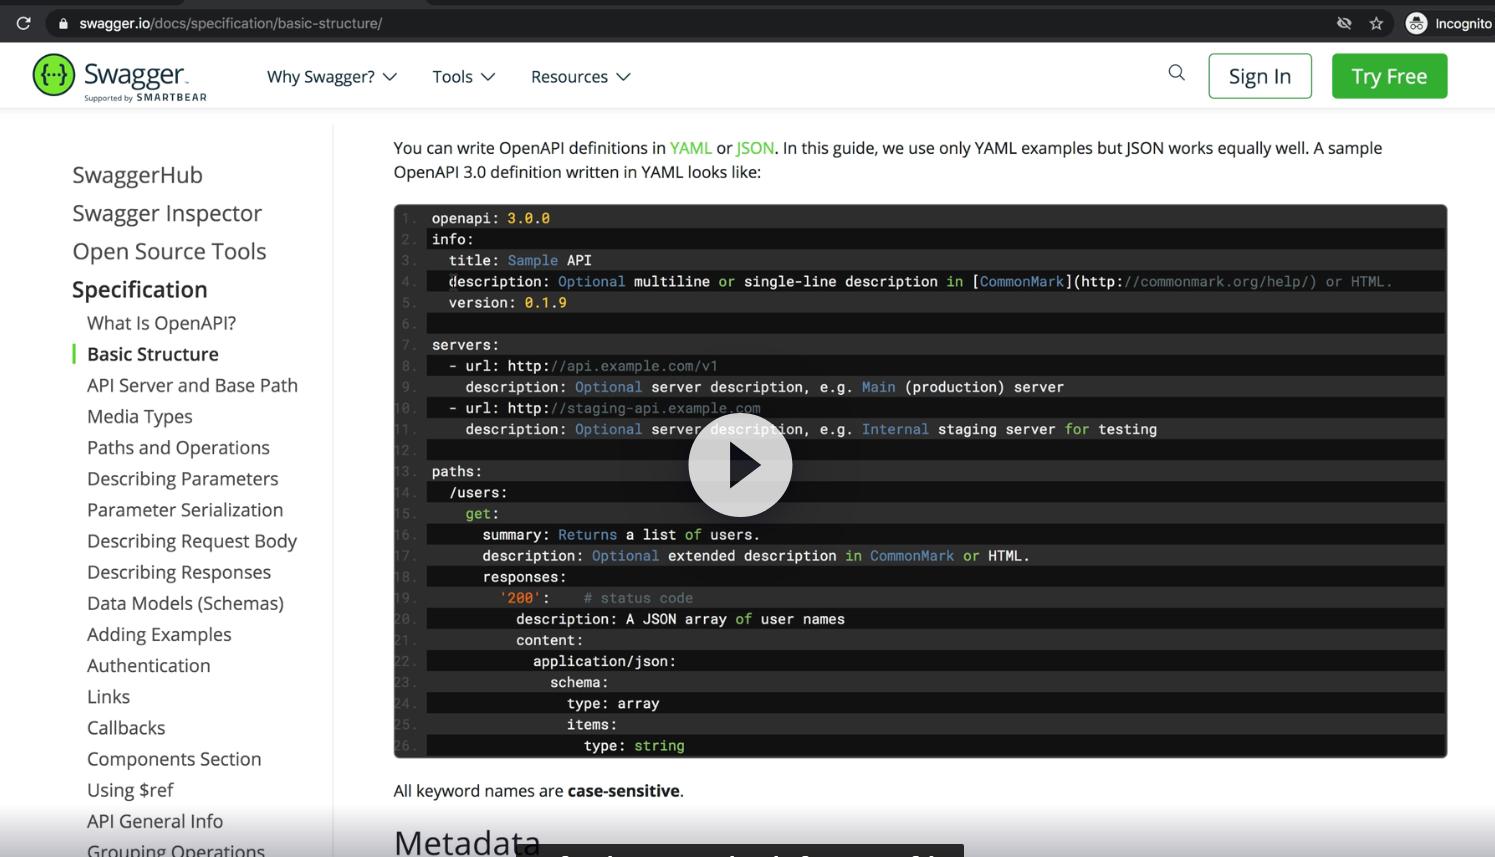 swagger.io/docs/specification/basic-structure/
Incognito
Swagger
Supported by SMARTBEAR
Why Swagger?
Tools
Resources
Sign In
Try Free
SwaggerHub
Swagger Inspector
Open Source Tools
Specification
What Is OpenAPI?
Basic Structure
API Server and Base Path
Media Types
Paths and Operations
Describing Parameters
Parameter Serialization
Describing Request Body
Describing Responses
Data Models (Schemas)
Adding Examples
Authentication
Links
Callbacks
Components Section
Using $ref
API General Info
Grouping Operations
You can write OpenAPI definitions in YAML or JSON. In this guide, we use only YAML examples but JSON works equally well. A sample
OpenAPI 3.0 definition written in YAML looks like:
1. openapi: 3.0.0
2. info:
3.   title: Sample API
4.   description: Optional multiline or single-line description in [CommonMark](http://commonmark.org/help/) or HTML.
5.   version: 0.1.9
6.
7. servers:
8.   - url: http://api.example.com/v1
9.     description: Optional server description, e.g. Main (production) server
10.   - url: http://staging-api.example.com
11.     description: Optional server description, e.g. Internal staging server for testing
12.
13. paths:
14.   /users:
15.     get:
16.       summary: Returns a list of users.
17.       description: Optional extended description in CommonMark or HTML.
18.       responses:
19.         '200':    # status code
20.           description: A JSON array of user names
21.           content:
22.             application/json:
23.               schema:
24.                 type: array
25.                 items:
26.                   type: string
All keyword names are case-sensitive.
Metadata